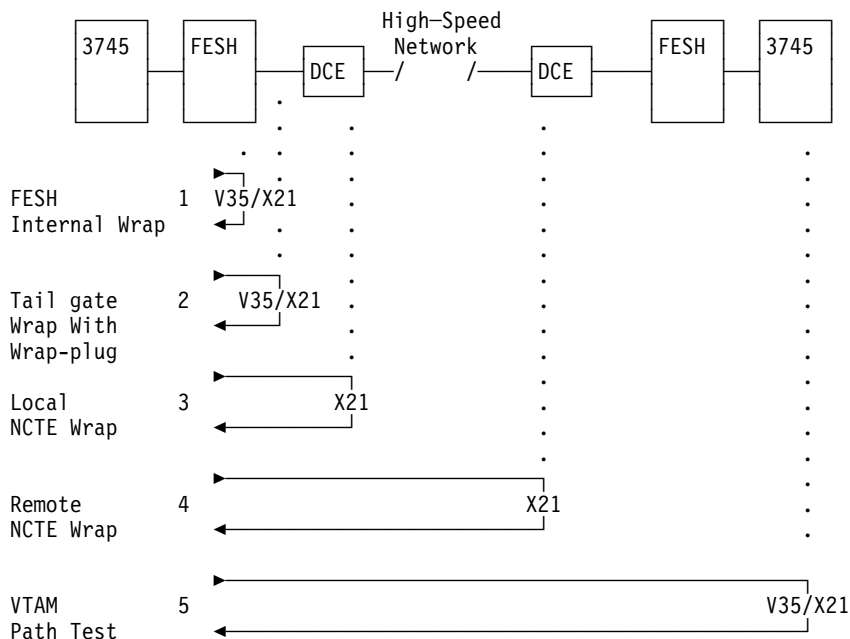 High—Speed
Network
3745
FESH
DCE
DCE
FESH
3745
FESH 1 V35/X21
Internal Wrap
Tail gate 2 V35/X21
Wrap With
Wrap-plug
Local 3 X21
NCTE Wrap
Remote 4 X21
NCTE Wrap
VTAM 5 V35/X21
Path Test